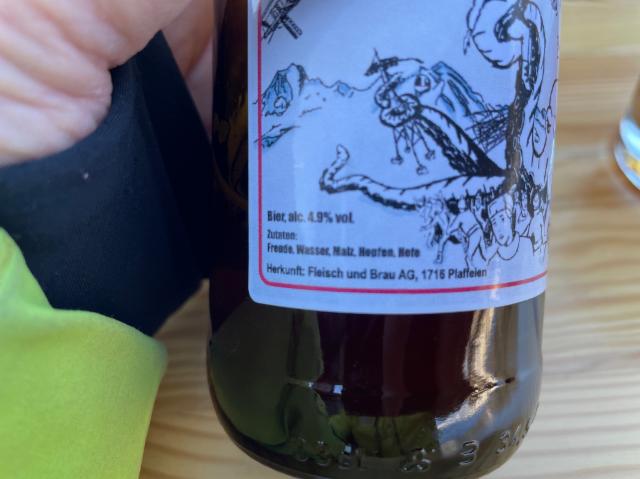 Bier, alc. 4.9% vol.
Zutaten:
Freude, Wasser, Malz, Hopfen, Hefe
Herkunft: Fleisch und Brau AG, 1716 Plaffeien